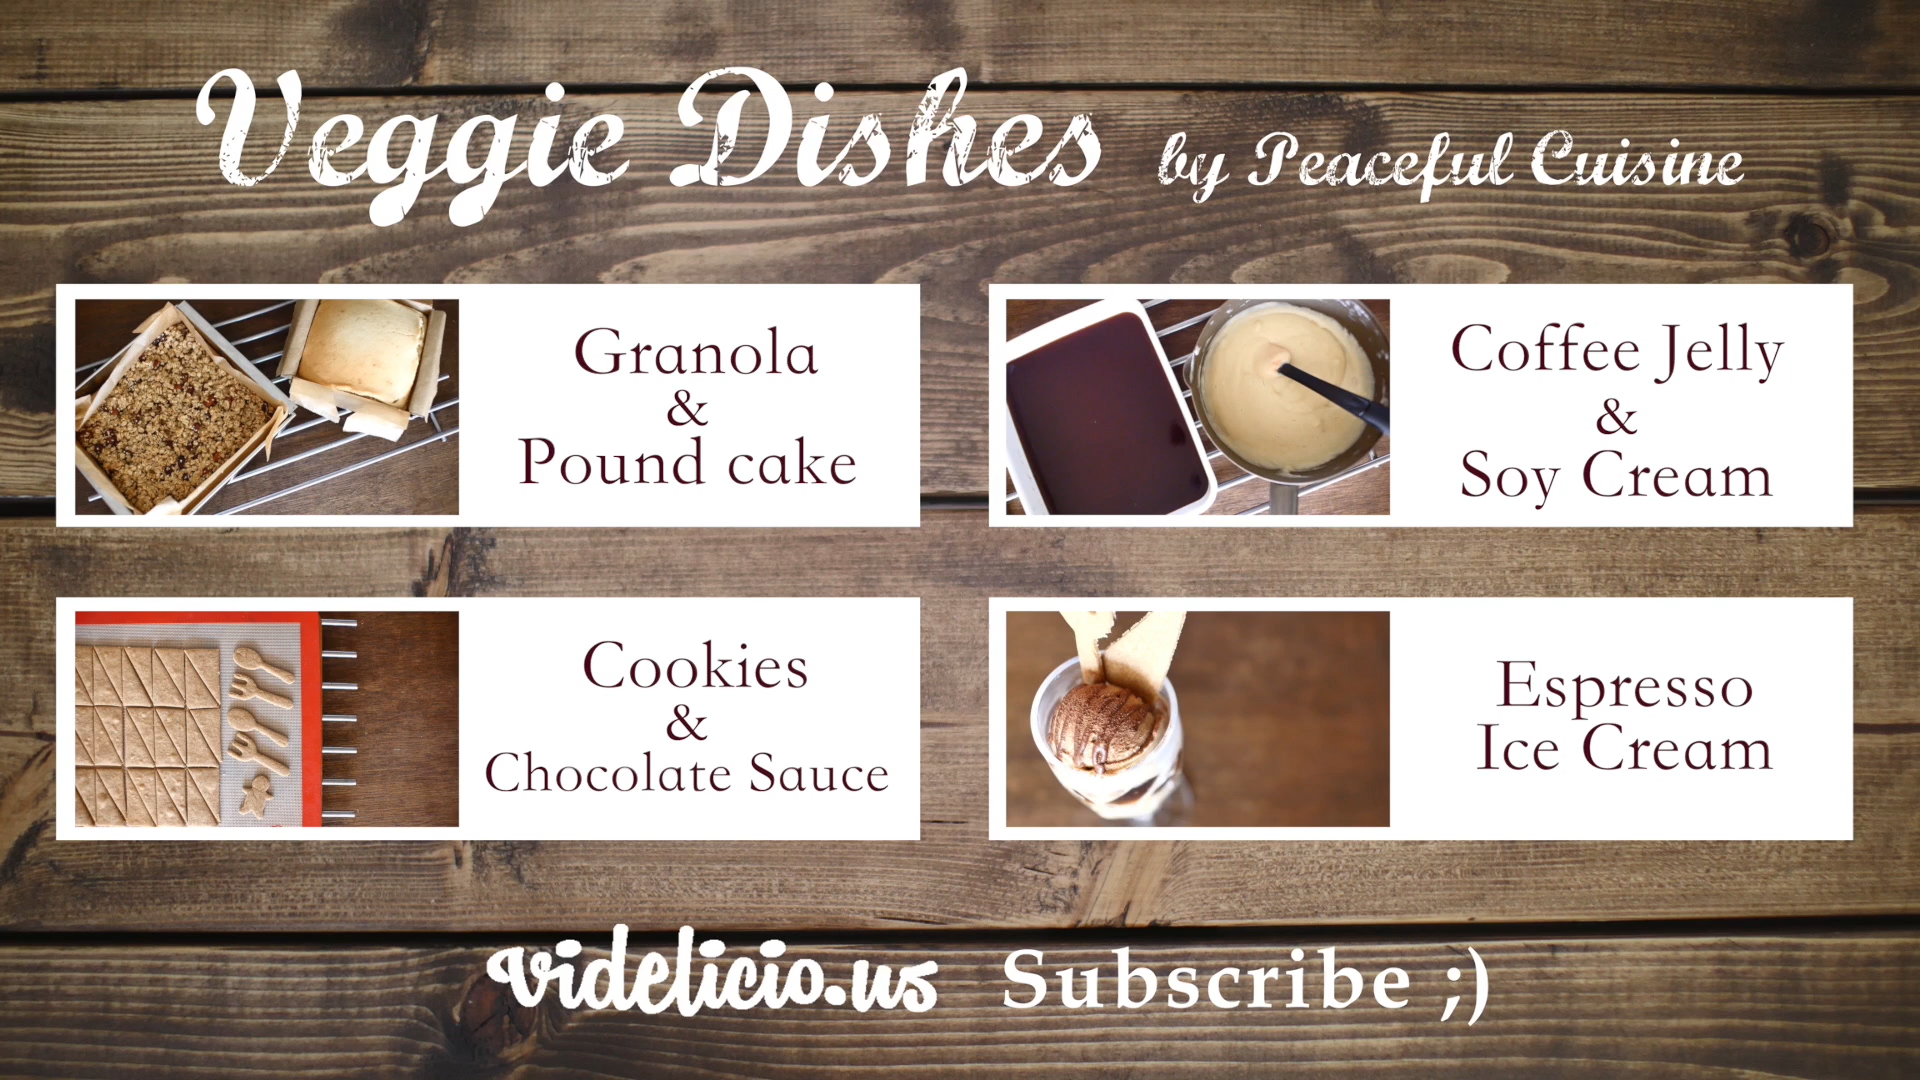 Veggie Dishes by Peaceful Cuisine
Granola
&
Pound cake
Coffee Jelly
&
Soy Cream
Cookies
&
Chocolate Sauce
Espresso
Ice Cream
videlicio.us Subscribe ;)